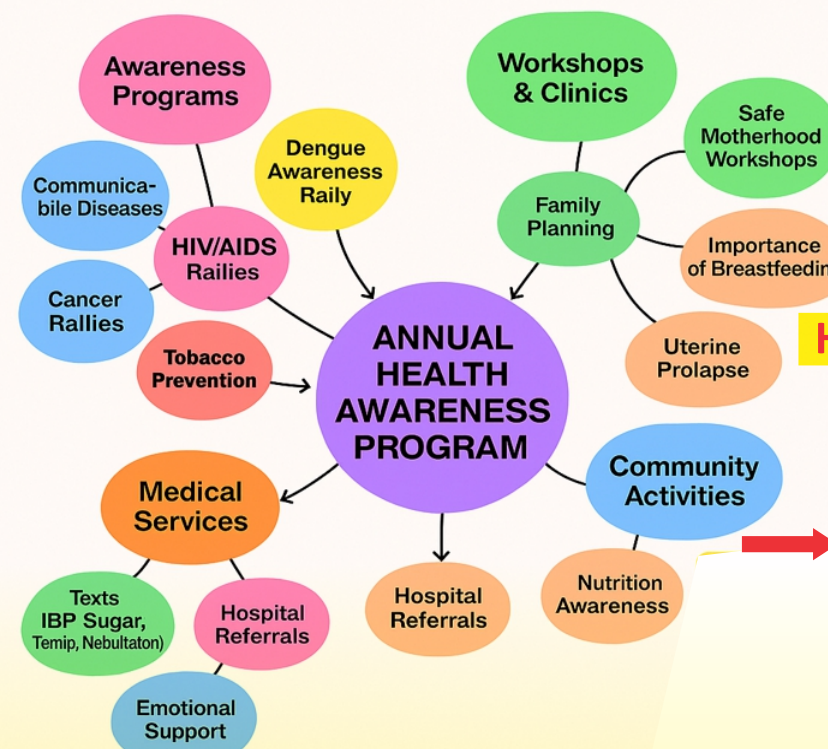 Awareness
Programs
Workshops
& Clinics
Safe
Motherhood
Workshops
Dengue
Awareness
Raily
Communica-
bile Diseases
Family
Planning
HIV/AIDS
Railies
Importance
of Breastfeedin
Cancer
Rallies
ANNUAL
HEALTH
AWARENESS
PROGRAM
H
Tobacco
Prevention
Uterine
Prolapse
Medical
Services
Community
Activities
Texts
IBP Sugar,
Temip, Nebultaton)
Hospital
Referrals
Hospital
Referrals
Nutrition
Awareness
Emotional
Support